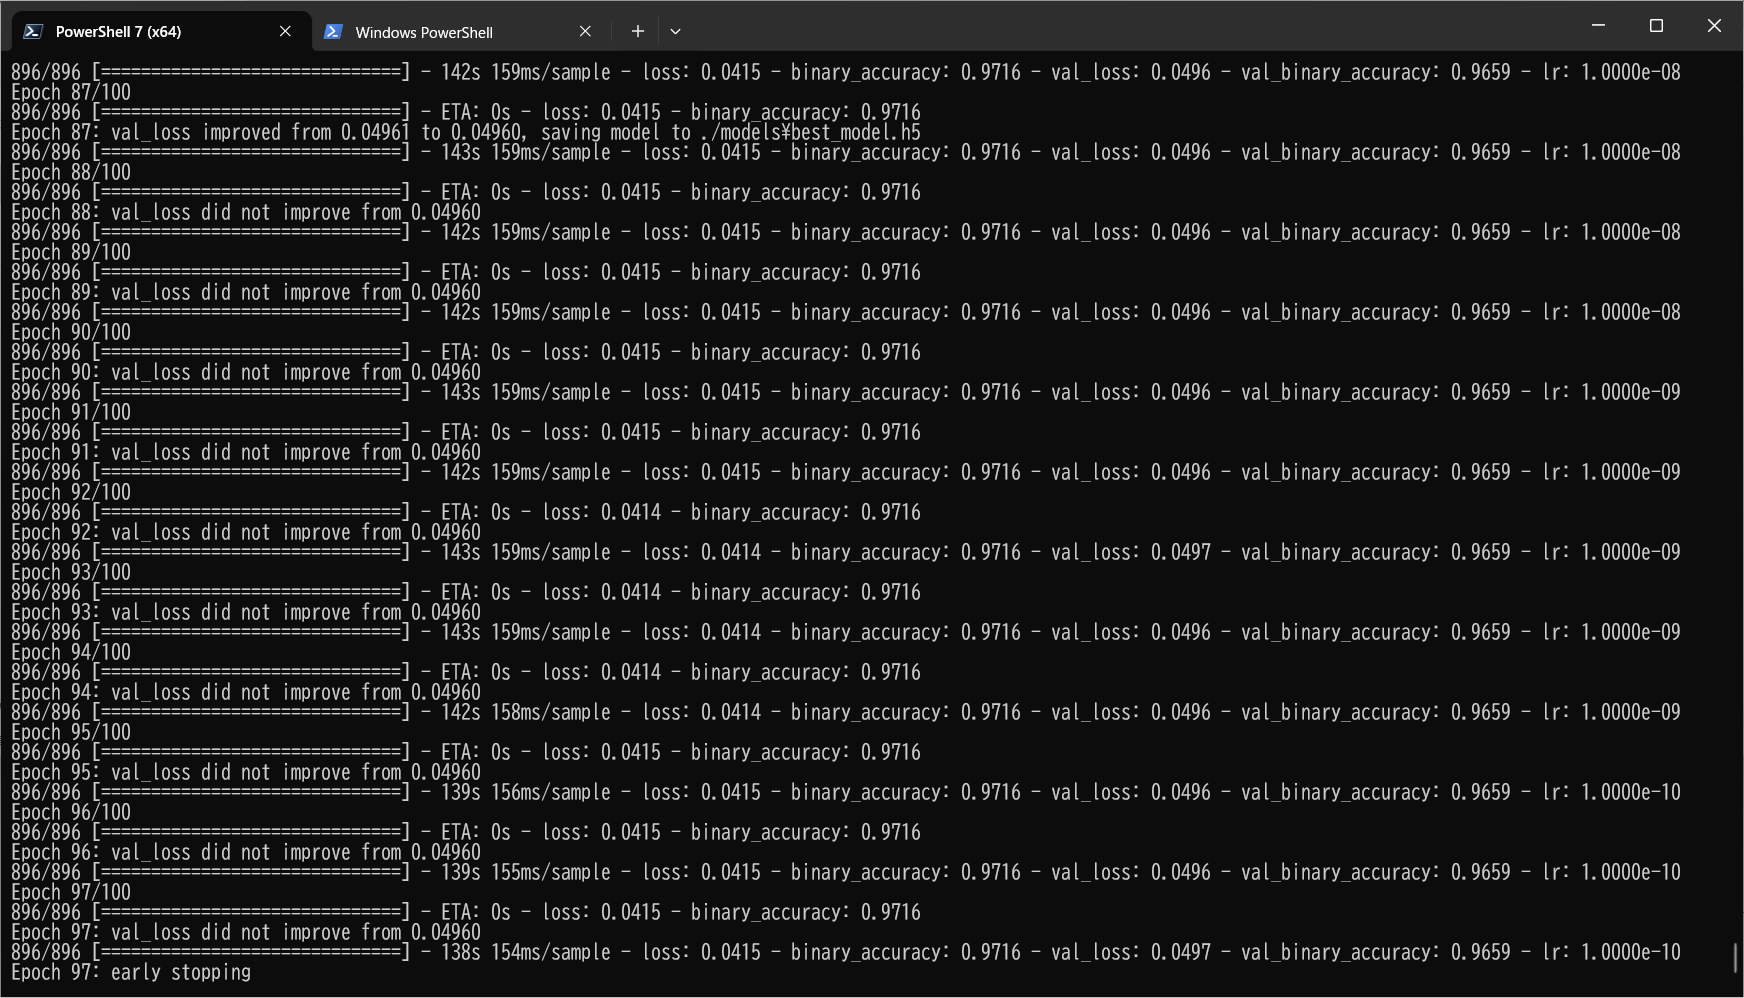 PowerShell 7 (x64)
Windows PowerShell
896/896 [==============================] - 142s 159ms/sample - loss: 0.0415 - binary_accuracy: 0.9716 - val_loss: 0.0496 - val_binary_accuracy: 0.9659 - lr: 1.0000e-08
Epoch 87/100
896/896 [==============================] - ETA: 0s - loss: 0.0415 - binary_accuracy: 0.9716
Epoch 87: val_loss improved from 0.04961 to 0.04960, saving model to ./models¥best_model.h5
896/896 [==============================] - 143s 159ms/sample - loss: 0.0415 - binary_accuracy: 0.9716 - val_loss: 0.0496 - val_binary_accuracy: 0.9659 - lr: 1.0000e-08
Epoch 88/100
896/896 [==============================] - ETA: 0s - loss: 0.0415 - binary_accuracy: 0.9716
Epoch 88: val_loss did not improve from 0.04960
896/896 [==============================] - 142s 159ms/sample - loss: 0.0415 - binary_accuracy: 0.9716 - val_loss: 0.0496 - val_binary_accuracy: 0.9659 - lr: 1.0000e-08
Epoch 89/100
896/896 [==============================] - ETA: 0s - loss: 0.0415 - binary_accuracy: 0.9716
Epoch 89: val_loss did not improve from 0.04960
896/896 [==============================] - 142s 159ms/sample - loss: 0.0415 - binary_accuracy: 0.9716 - val_loss: 0.0496 - val_binary_accuracy: 0.9659 - lr: 1.0000e-08
Epoch 90/100
896/896 [==============================] - ETA: 0s - loss: 0.0415 - binary_accuracy: 0.9716
Epoch 90: val_loss did not improve from 0.04960
896/896 [==============================] - 143s 159ms/sample - loss: 0.0415 - binary_accuracy: 0.9716 - val_loss: 0.0496 - val_binary_accuracy: 0.9659 - lr: 1.0000e-09
Epoch 91/100
896/896 [==============================] - ETA: 0s - loss: 0.0415 - binary_accuracy: 0.9716
Epoch 91: val_loss did not improve from 0.04960
896/896 [==============================] - 142s 159ms/sample - loss: 0.0415 - binary_accuracy: 0.9716 - val_loss: 0.0496 - val_binary_accuracy: 0.9659 - lr: 1.0000e-09
Epoch 92/100
896/896 [==============================] - ETA: 0s - loss: 0.0414 - binary_accuracy: 0.9716
Epoch 92: val_loss did not improve from 0.04960
896/896 [==============================] - 143s 159ms/sample - loss: 0.0414 - binary_accuracy: 0.9716 - val_loss: 0.0497 - val_binary_accuracy: 0.9659 - lr: 1.0000e-09
Epoch 93/100
896/896 [==============================] - ETA: 0s - loss: 0.0414 - binary_accuracy: 0.9716
Epoch 93: val_loss did not improve from 0.04960
896/896 [==============================] - 143s 159ms/sample - loss: 0.0414 - binary_accuracy: 0.9716 - val_loss: 0.0496 - val_binary_accuracy: 0.9659 - lr: 1.0000e-09
Epoch 94/100
896/896 [==============================] - ETA: 0s - loss: 0.0414 - binary_accuracy: 0.9716
Epoch 94: val_loss did not improve from 0.04960
896/896 [==============================] - 142s 158ms/sample - loss: 0.0414 - binary_accuracy: 0.9716 - val_loss: 0.0496 - val_binary_accuracy: 0.9659 - lr: 1.0000e-09
Epoch 95/100
896/896 [==============================] - ETA: 0s - loss: 0.0415 - binary_accuracy: 0.9716
Epoch 95: val_loss did not improve from 0.04960
896/896 [==============================] - 139s 156ms/sample - loss: 0.0415 - binary_accuracy: 0.9716 - val_loss: 0.0496 - val_binary_accuracy: 0.9659 - lr: 1.0000e-10
Epoch 96/100
896/896 [==============================] - ETA: 0s - loss: 0.0415 - binary_accuracy: 0.9716
Epoch 96: val_loss did not improve from 0.04960
896/896 [==============================] - 139s 155ms/sample - loss: 0.0415 - binary_accuracy: 0.9716 - val_loss: 0.0496 - val_binary_accuracy: 0.9659 - lr: 1.0000e-10
Epoch 97/100
896/896 [==============================] - ETA: 0s - loss: 0.0415 - binary_accuracy: 0.9716
Epoch 97: val_loss did not improve from 0.04960
896/896 [==============================] - 138s 154ms/sample - loss: 0.0415 - binary_accuracy: 0.9716 - val_loss: 0.0497 - val_binary_accuracy: 0.9659 - lr: 1.0000e-10
Epoch 97: early stopping